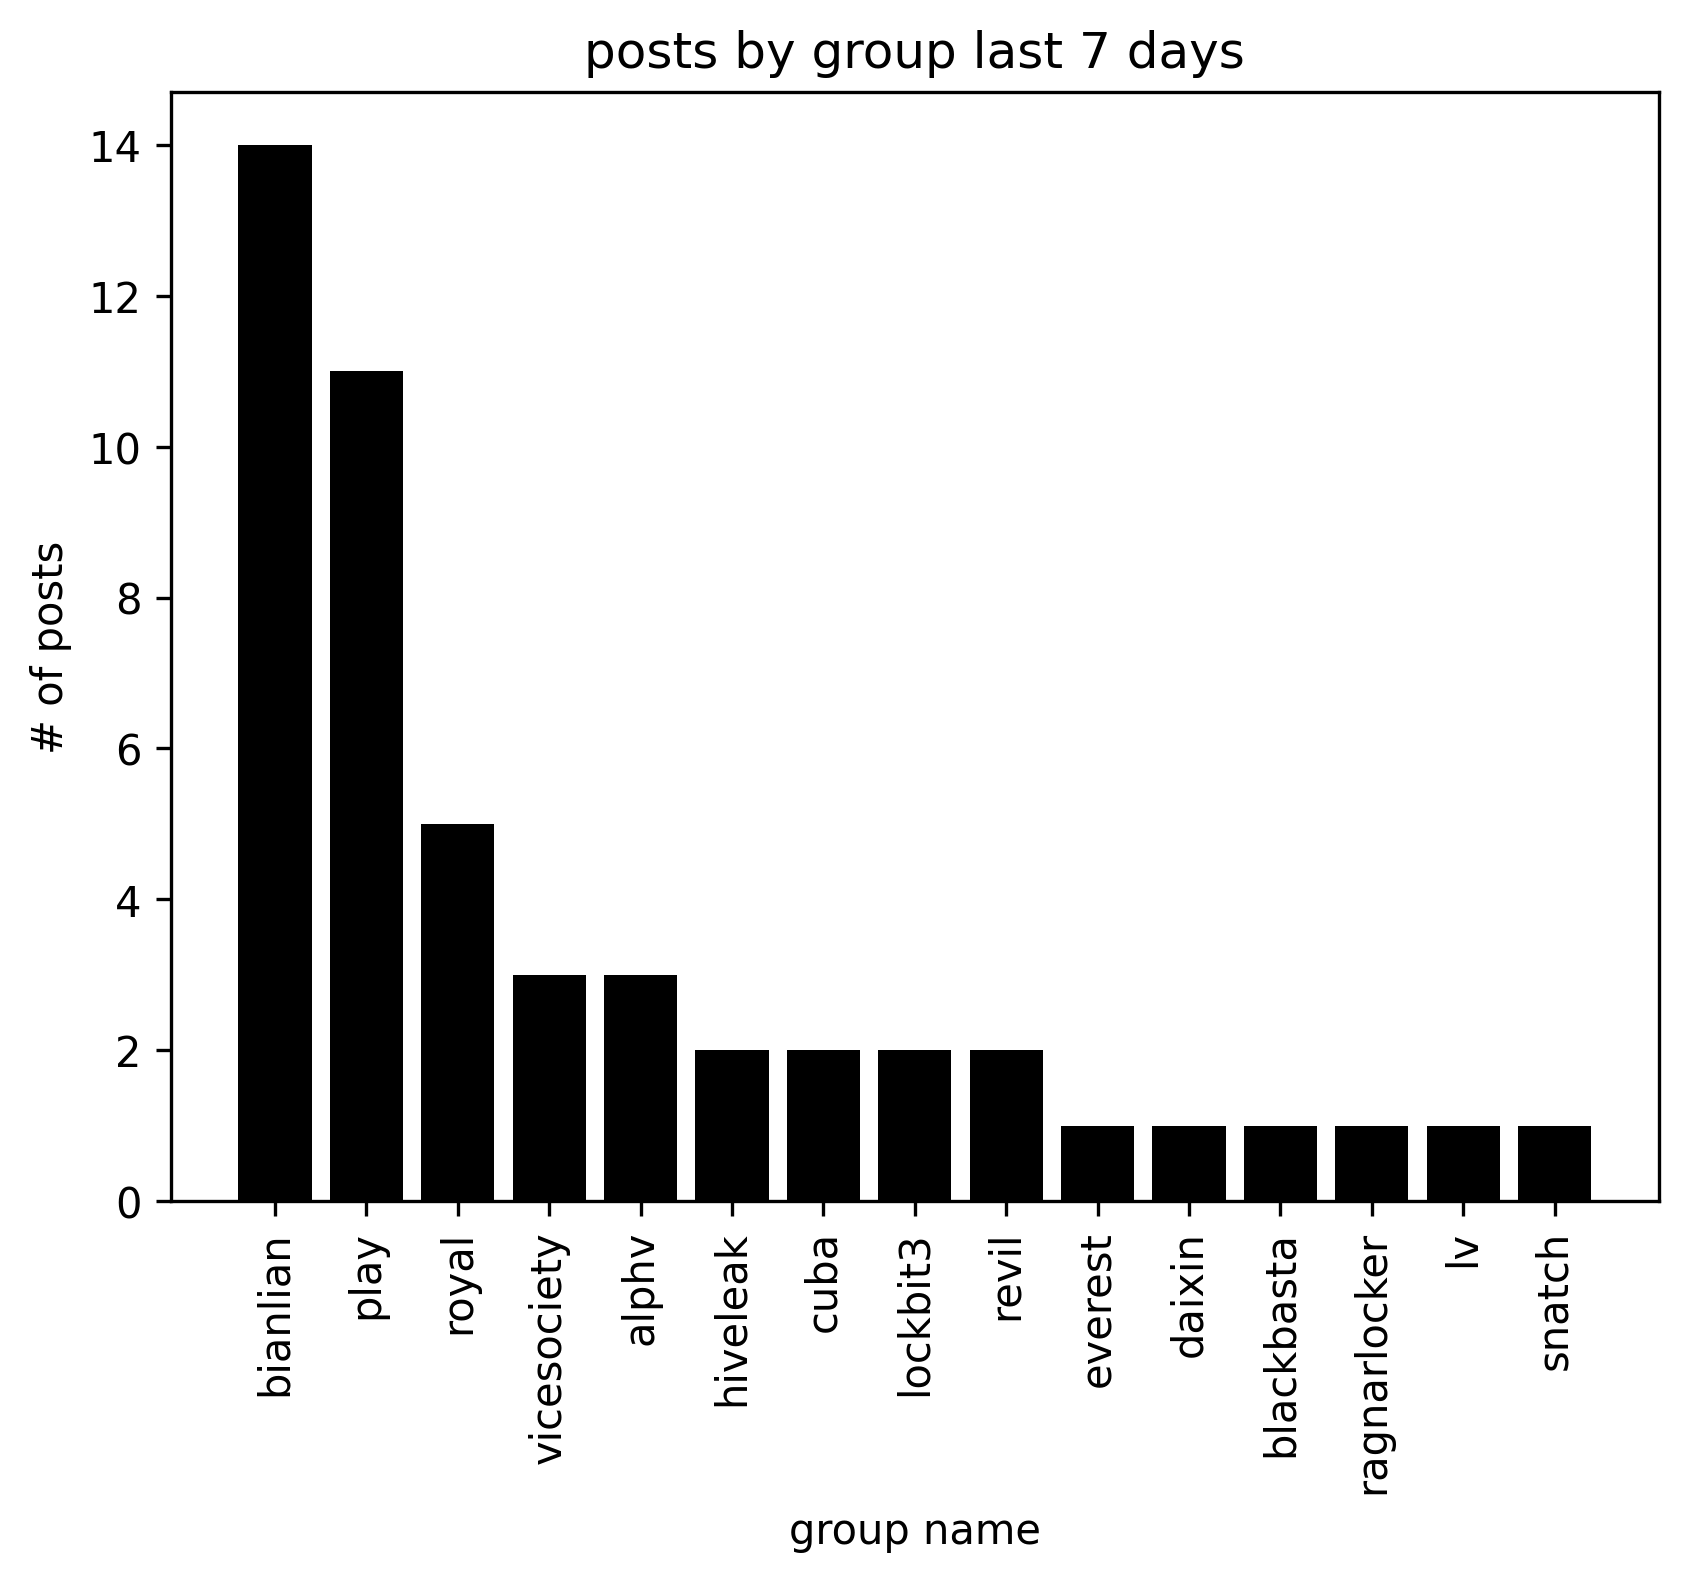 posts by group last 7 days
# of posts
14
12
10
8
6
4
2
0
bianlian
play
royal
vicesociety
alphv
hiveleak
cuba
lockbit3
revil
everest
daixin
blackbasta
ragnarlocker
lv
snatch
group name